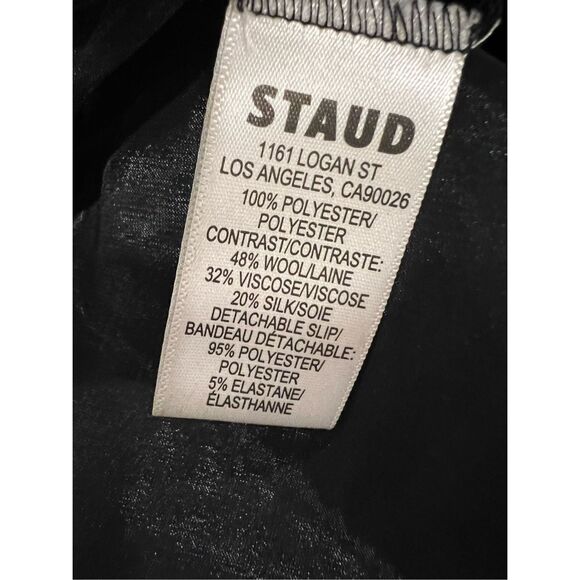 STAUD
1161 LOGAN ST
LOS ANGELES, CA90026
100% POLYESTER/
POLYESTER
CONTRAST/CONTRASTE:
48% WOOL/LAINE
32% VISCOSE/VISCOSE
20% SILK/SOIE
DETACHABLE SLIP/
BANDEAU DÉTACHABLE:
95% POLYESTER/
POLYESTER
5% ELASTANE/
ÉLASTHANNE